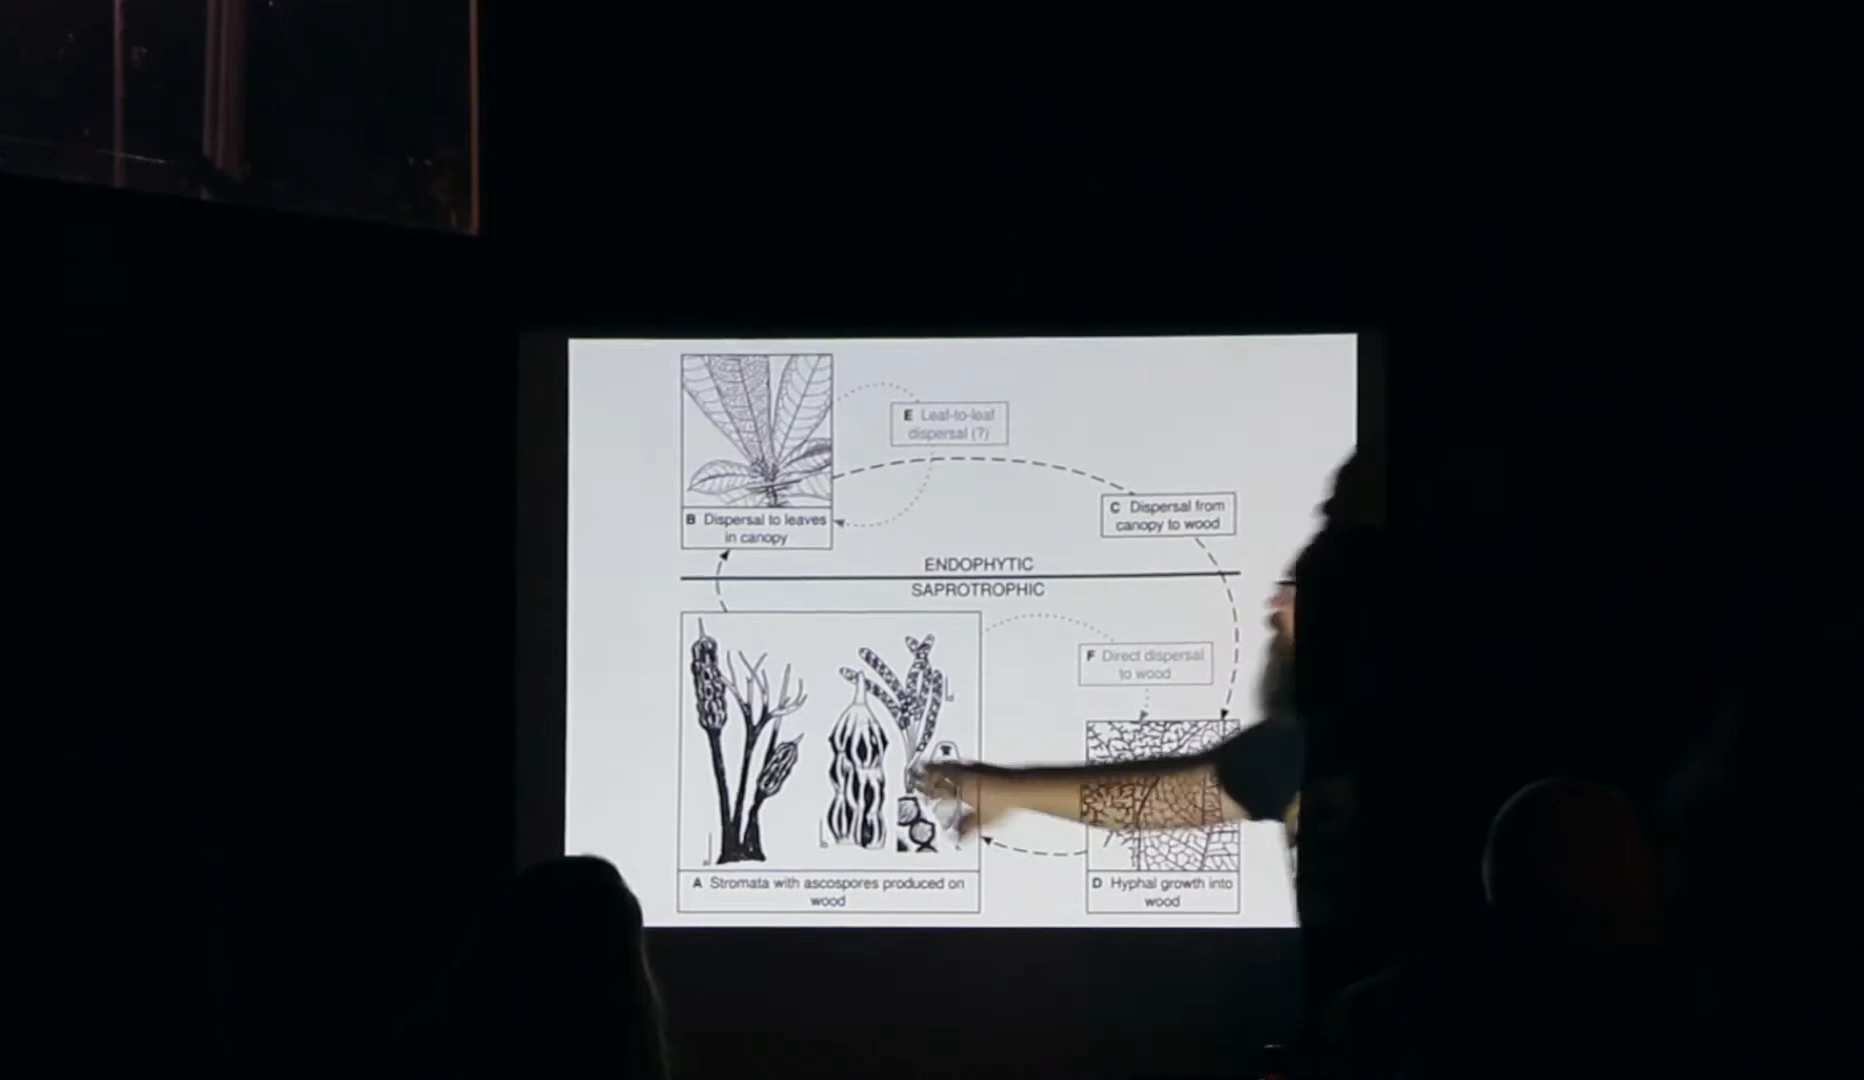 E Leaf-to-leaf
dispersal (?)
C Dispersal from
canopy to wood
B Dispersal to leaves
in canopy
ENDOPHYTIC
SAPROTROPHIC
F Direct dispersal
to wood
A Stromata with ascospores produced on
wood
D Hyphal growth into
wood